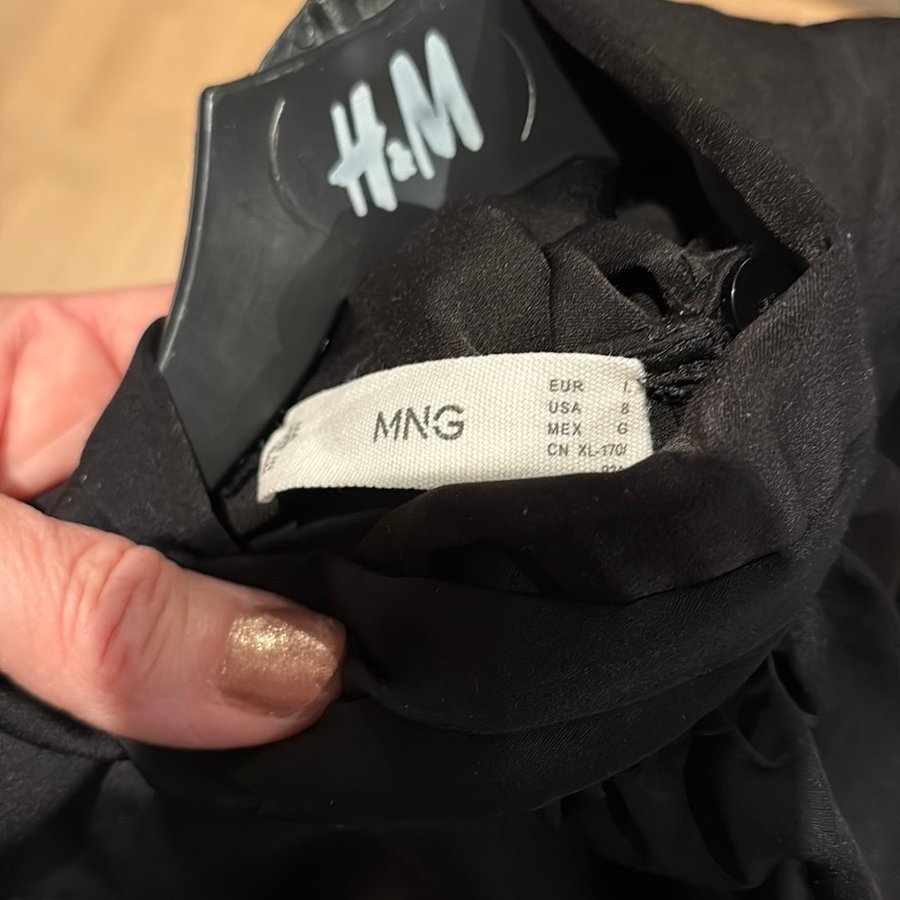 H&M
MNG
EUR
USA 8
MEX G
CN XL-170/